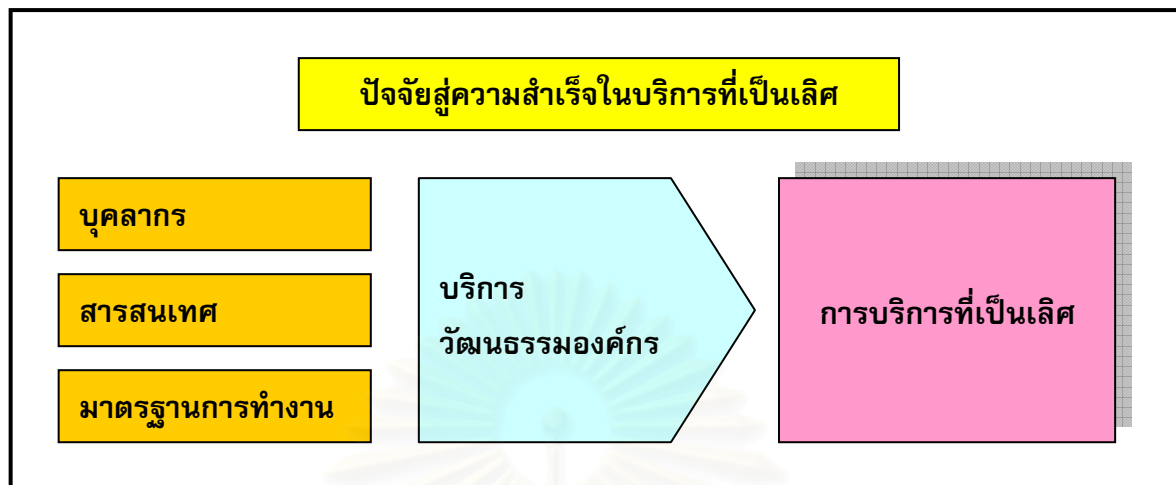 ปัจจัยสู่ความสำเร็จในบริการที่เป็นเลิศ
บุคลากร
สารสนเทศ
มาตรฐานการทำงาน
บริการ
วัฒนธรรมองค์กร
การบริการที่เป็นเลิศ